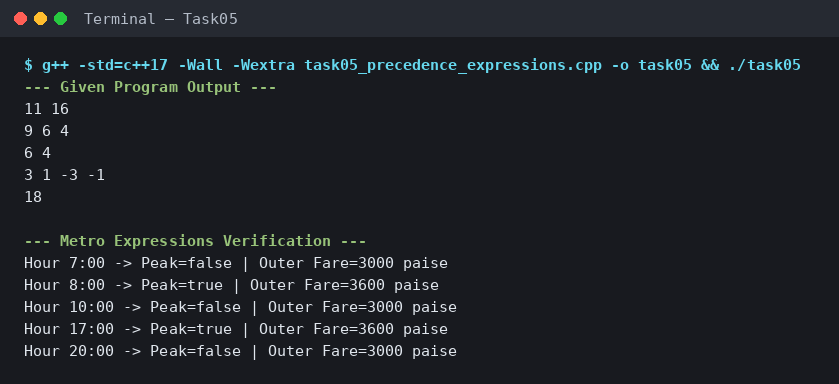 Terminal — Task05
$ g++ -std=c++17 -Wall -Wextra task05_precedence_expressions.cpp -o task05 && ./task05
--- Given Program Output ---
11 16
9 6 4
6 4
3 1 -3 -1
18
--- Metro Expressions Verification ---
Hour 7:00 -> Peak=false | Outer Fare=3000 paise
Hour 8:00 -> Peak=true | Outer Fare=3600 paise
Hour 10:00 -> Peak=false | Outer Fare=3000 paise
Hour 17:00 -> Peak=true | Outer Fare=3600 paise
Hour 20:00 -> Peak=false | Outer Fare=3000 paise